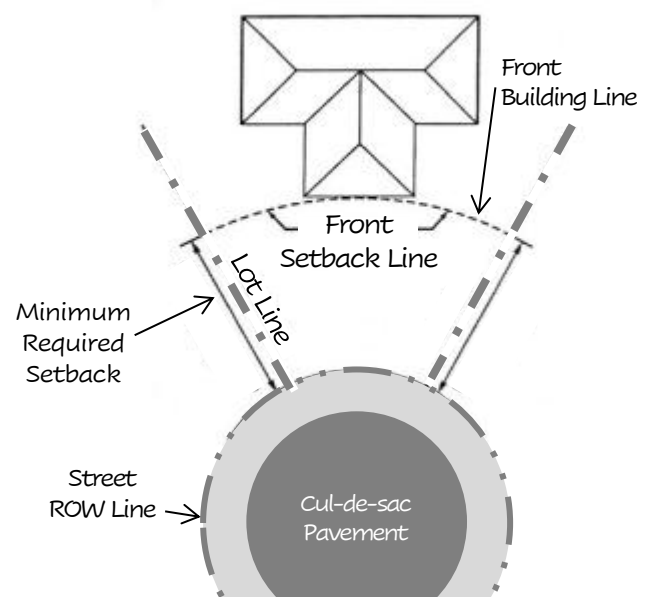 Front
Building Line
Front
Setback Line
Lot Line
Minimum
Required
Setback
Street
ROW Line
Cul-de-sac
Pavement